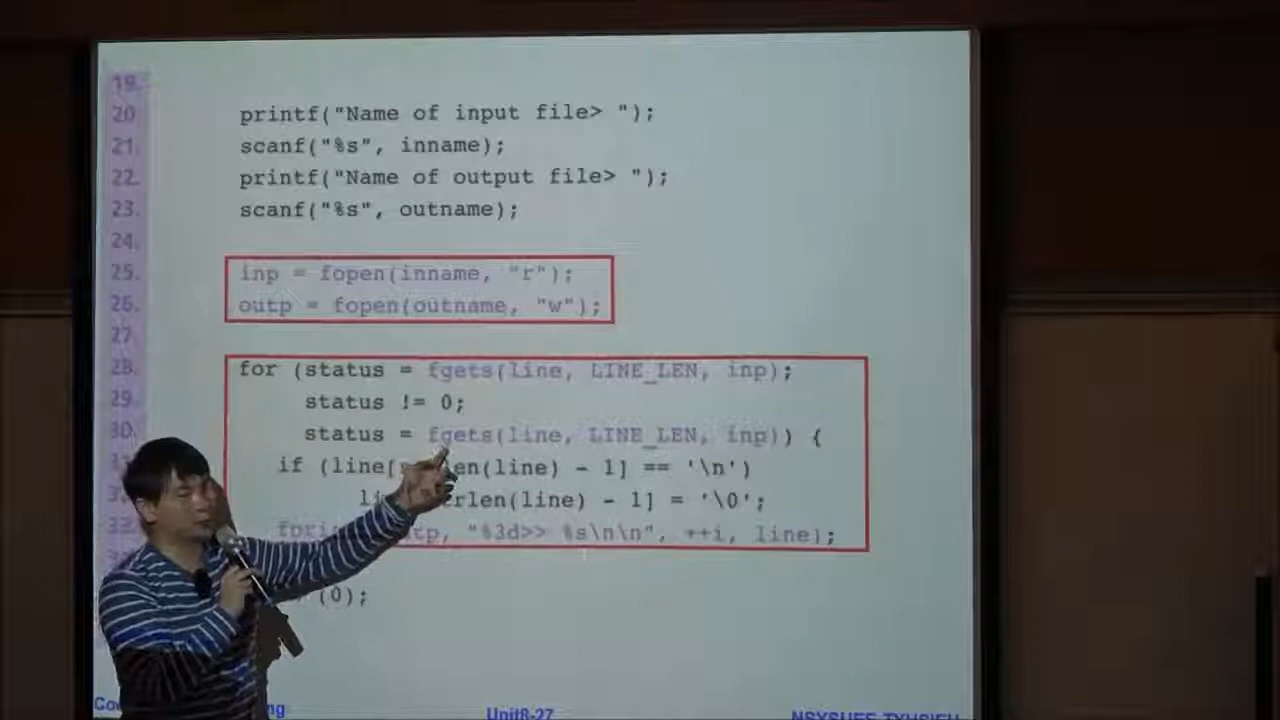 19.
20 printf("Name of input file> ");
21. scanf("%s", inname);
22. printf("Name of output file> ");
23. scanf("%s", outname);
24.
25. inp = fopen(inname, "r");
26. outp = fopen(outname, "w");
27.
28. for (status = fgets(line, LINE_LEN, inp);
29. status != 0;
30. status = fgets(line, LINE_LEN, inp)) {
if (line[ len(line) - 1] == '\n')
rlen(line) - 1] = '\0';
tp, "%3d>> %s\n\n", ++i, line);
(0);
Unit8-27